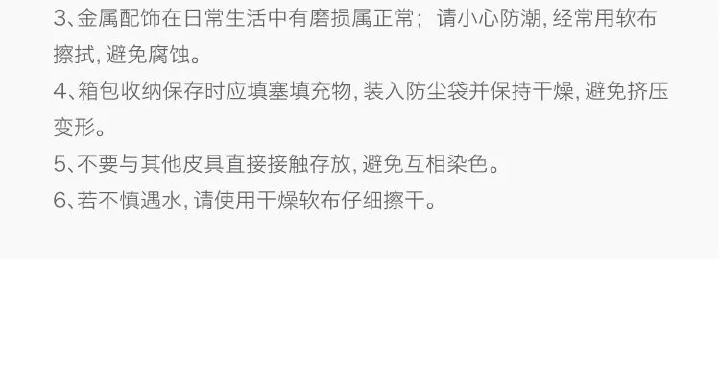 3、金属配饰在日常生活中有磨损属正常；请小心防潮,经常用软布
擦拭,避免腐蚀。
4、箱包收纳保存时应填塞填充物,装入防尘袋并保持干燥,避免挤压
变形。
5、不要与其他皮具直接接触存放,避免互相染色。
6、若不慎遇水,请使用干燥软布仔细擦干。